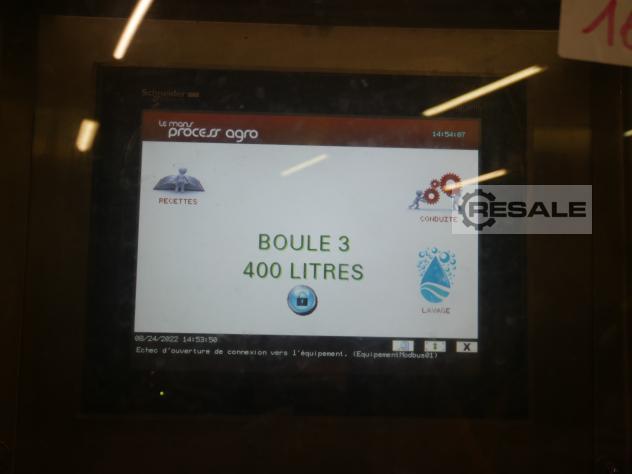 16
Schneider
Le mans
process agro
14:54:07
RECETTES
CONDUITE
RESALE
BOULE 3
400 LITRES
LAVAGE
08/24/2022 14:53:50
X
Echec d'ouverture de connexion vers l'équipement. (EquipementModbus01)